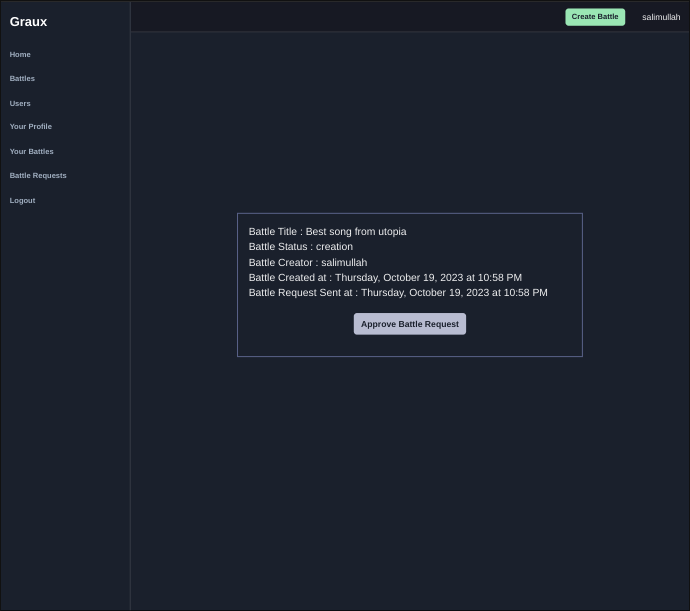 Graux
Create Battle
salimullah
Home
Battles
Users
Your Profile
Your Battles
Battle Requests
Logout
Battle Title : Best song from utopia
Battle Status : creation
Battle Creator : salimullah
Battle Created at : Thursday, October 19, 2023 at 10:58 PM
Battle Request Sent at : Thursday, October 19, 2023 at 10:58 PM
Approve Battle Request